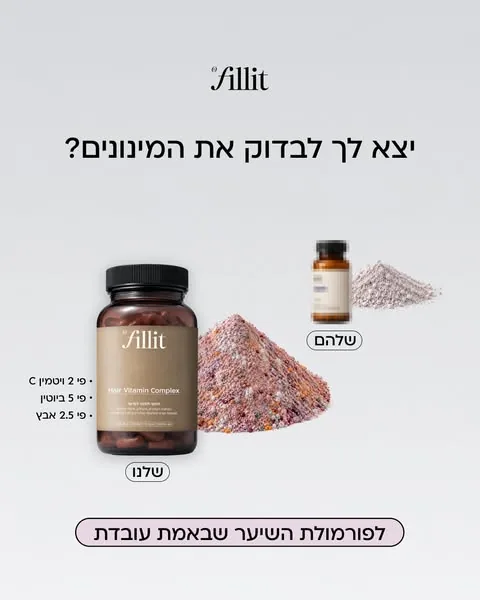 fillit
יצא לך לבדוק את המינונים?
שלהם
fillit
Hair Vitamin Complex
• פי 2 ויטמין C
• פי 5 ביוטין
• פי 2.5 אבץ
שלנו
לפורמולת השיער שבאמת עובדת